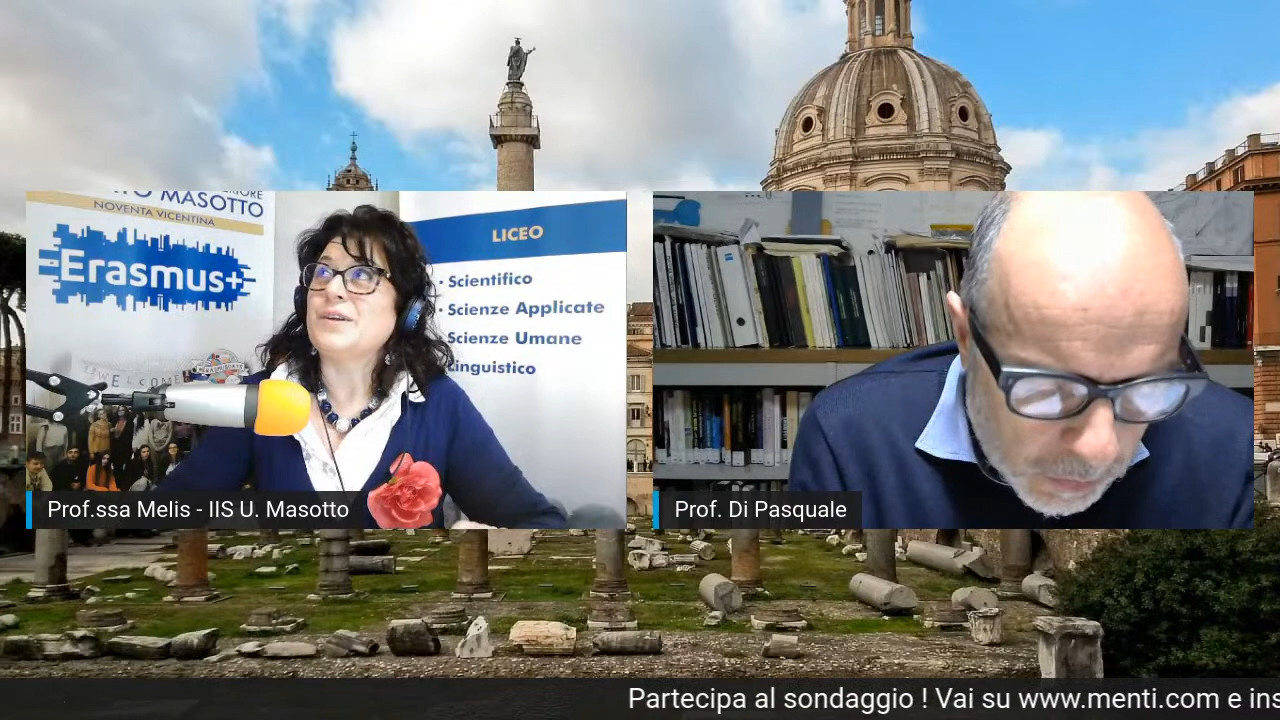 MASOTTO
NOVENTA VICENTINA
Erasmus+
WELCOME
LICEO
· Scientifico
· Scienze Applicate
Scienze Umane
Linguistico
Prof.ssa Melis - IIS U. Masotto
Prof. Di Pasquale
Partecipa al sondaggio ! Vai su www.menti.com e ins